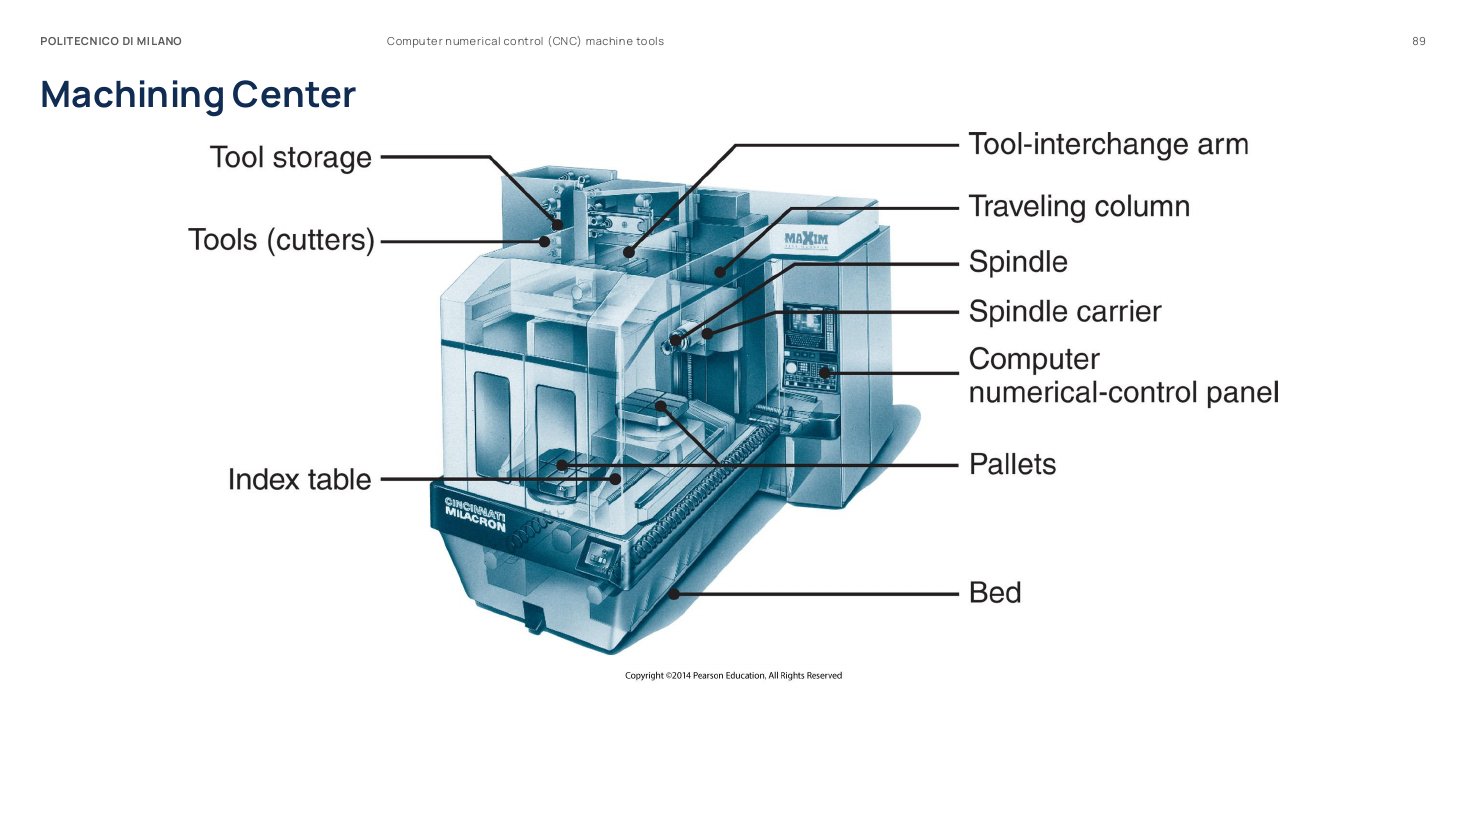 POLITECNICO DI MILANO
Computer numerical control (CNC) machine tools
89
Machining Center
Tool storage
Tools (cutters)
Index table
Tool-interchange arm
Traveling column
Spindle
Spindle carrier
Computer
numerical-control panel
Pallets
Bed
MAXIM
CINCINNATI
MILACRON
Copyright ©2014 Pearson Education, All Rights Reserved